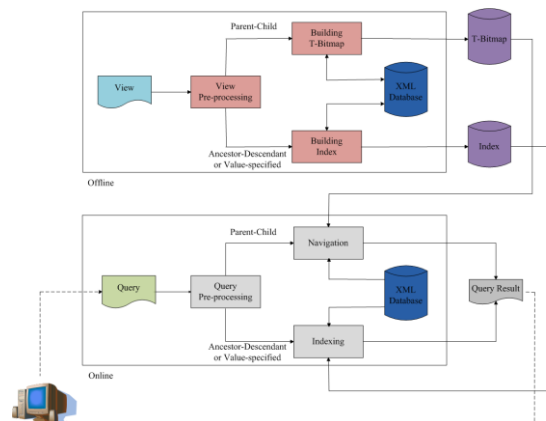 Parent-Child
Building
T-Bitmap
T-Bitmap
View
View
Pre-processing
XML
Database
Building
Index
Index
Ancestor-Descendant
or Value-specified
Offline
Parent-Child
Navigation
Query
Query
Pre-processing
XML
Database
Query Result
Indexing
Ancestor-Descendant
or Value-specified
Online